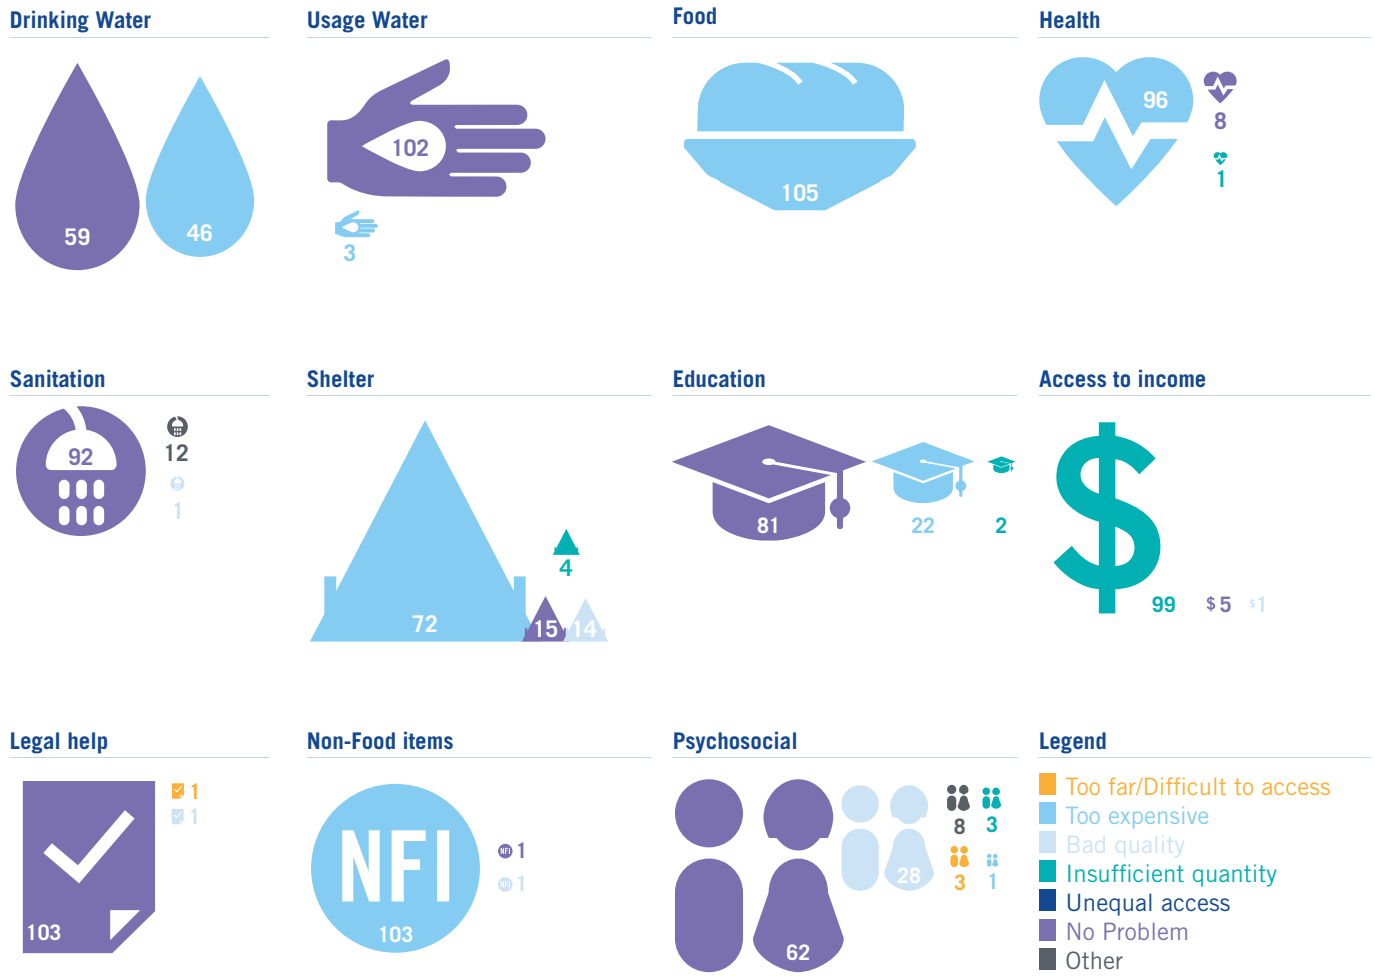 Drinking Water
59
46
Usage Water
102
3
Food
105
Health
96
8
1
Sanitation
92
12
1
Shelter
72
4
15
14
Education
81
22
2
Access to income
99
$ 5
$ 1
Legal help
103
1
1
Non-Food items
NFI
103
NFI 1
NFI 1
Psychosocial
62
28
8
3
3
1
Legend
Too far/Difficult to access
Too expensive
Bad quality
Insufficient quantity
Unequal access
No Problem
Other